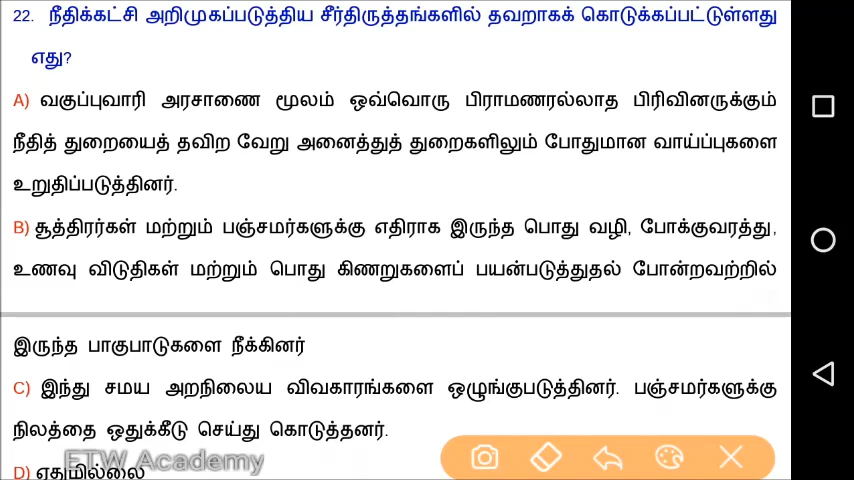 22. நீதிக்கட்சி அறிமுகப்படுத்திய சீர்திருத்தங்களில் தவறாகக் கொடுக்கப்பட்டுள்ளது
எது?
A) வகுப்புவாரி அரசாணை மூலம் ஒவ்வொரு பிராமணரல்லாத பிரிவினருக்கும்
நீதித் துறையைத் தவிற வேறு அனைத்துத் துறைகளிலும் போதுமான வாய்ப்புகளை
உறுதிப்படுத்தினர்.
B) சூத்திரர்கள் மற்றும் பஞ்சமர்களுக்கு எதிராக இருந்த பொது வழி, போக்குவரத்து,
உணவு விடுதிகள் மற்றும் பொது கிணறுகளைப் பயன்படுத்துதல் போன்றவற்றில்
இருந்த பாகுபாடுகளை நீக்கினர்
C) இந்து சமய அறநிலைய விவகாரங்களை ஒழுங்குபடுத்தினர். பஞ்சமர்களுக்கு
நிலத்தை ஒதுக்கீடு செய்து கொடுத்தனர்.
ETW Academy
D) ஏதுமில்லை